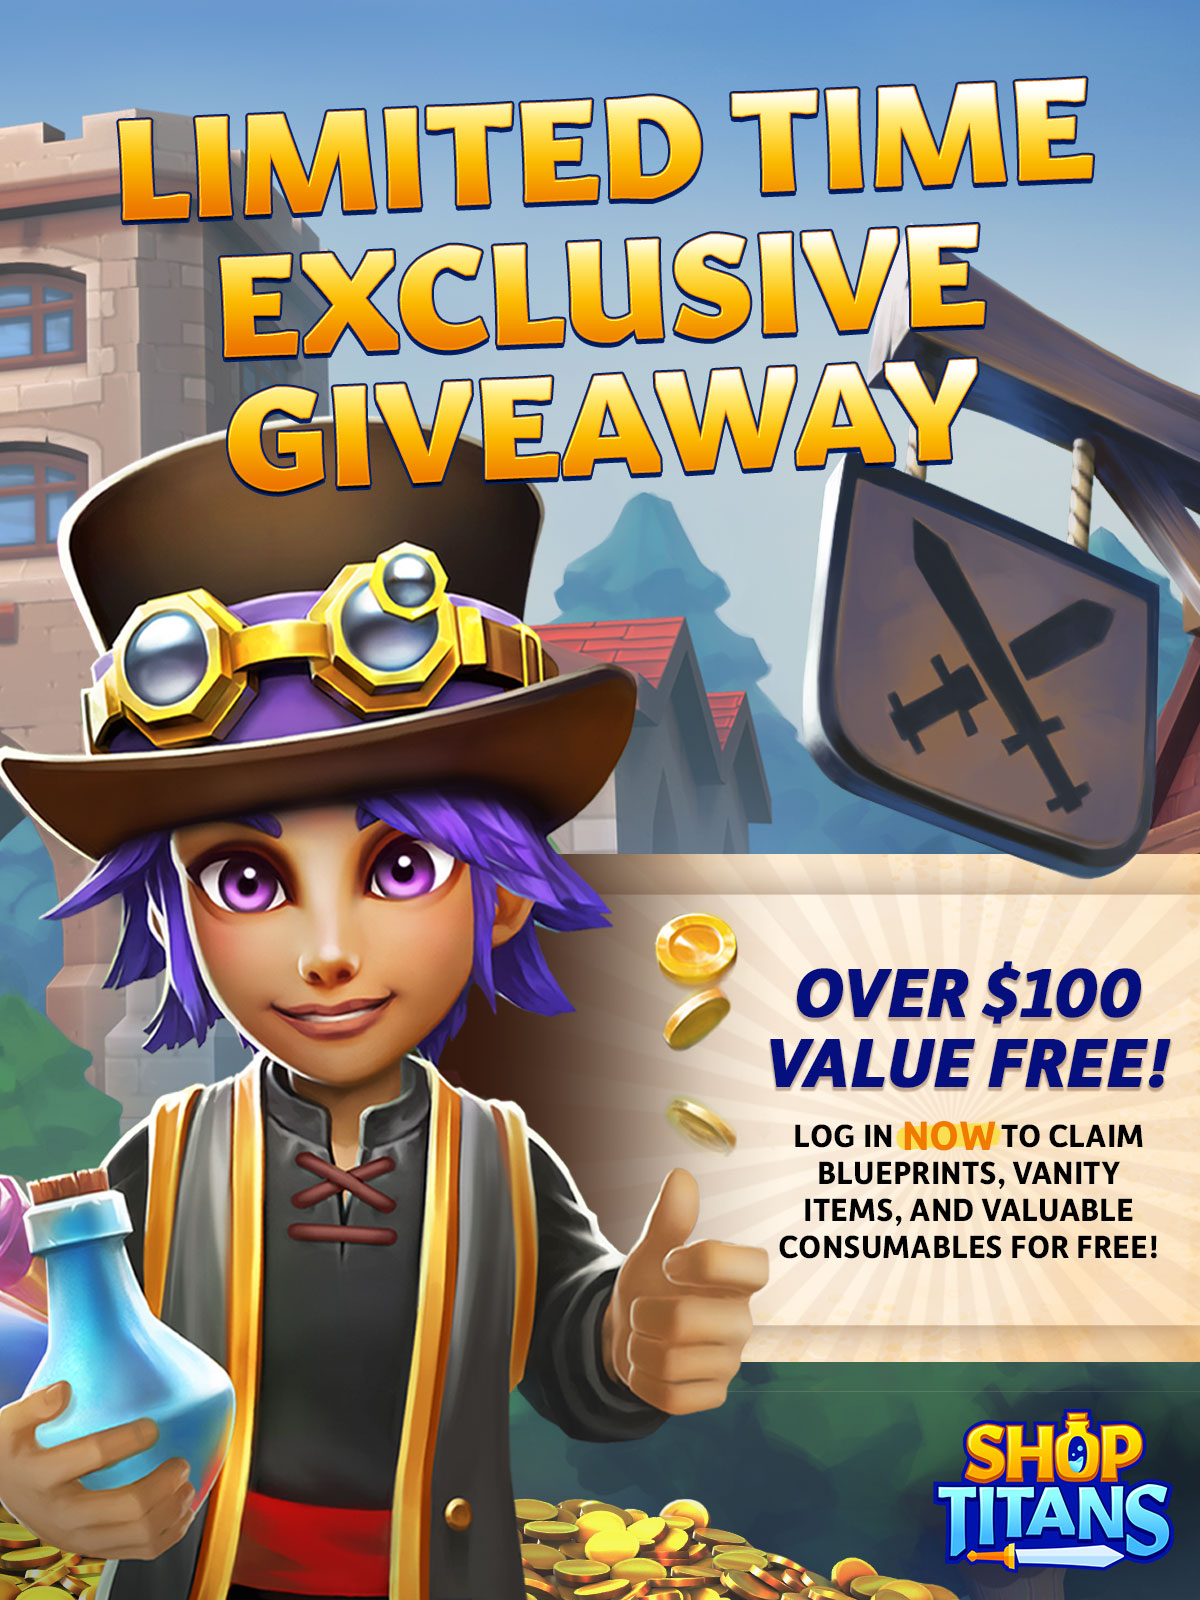 LIMITED TIME
EXCLUSIVE
GIVEAWAY
OVER $100
VALUE FREE!
LOG IN NOW TO CLAIM
BLUEPRINTS, VANITY
ITEMS, AND VALUABLE
CONSUMABLES FOR FREE!
SHOP
TITANS